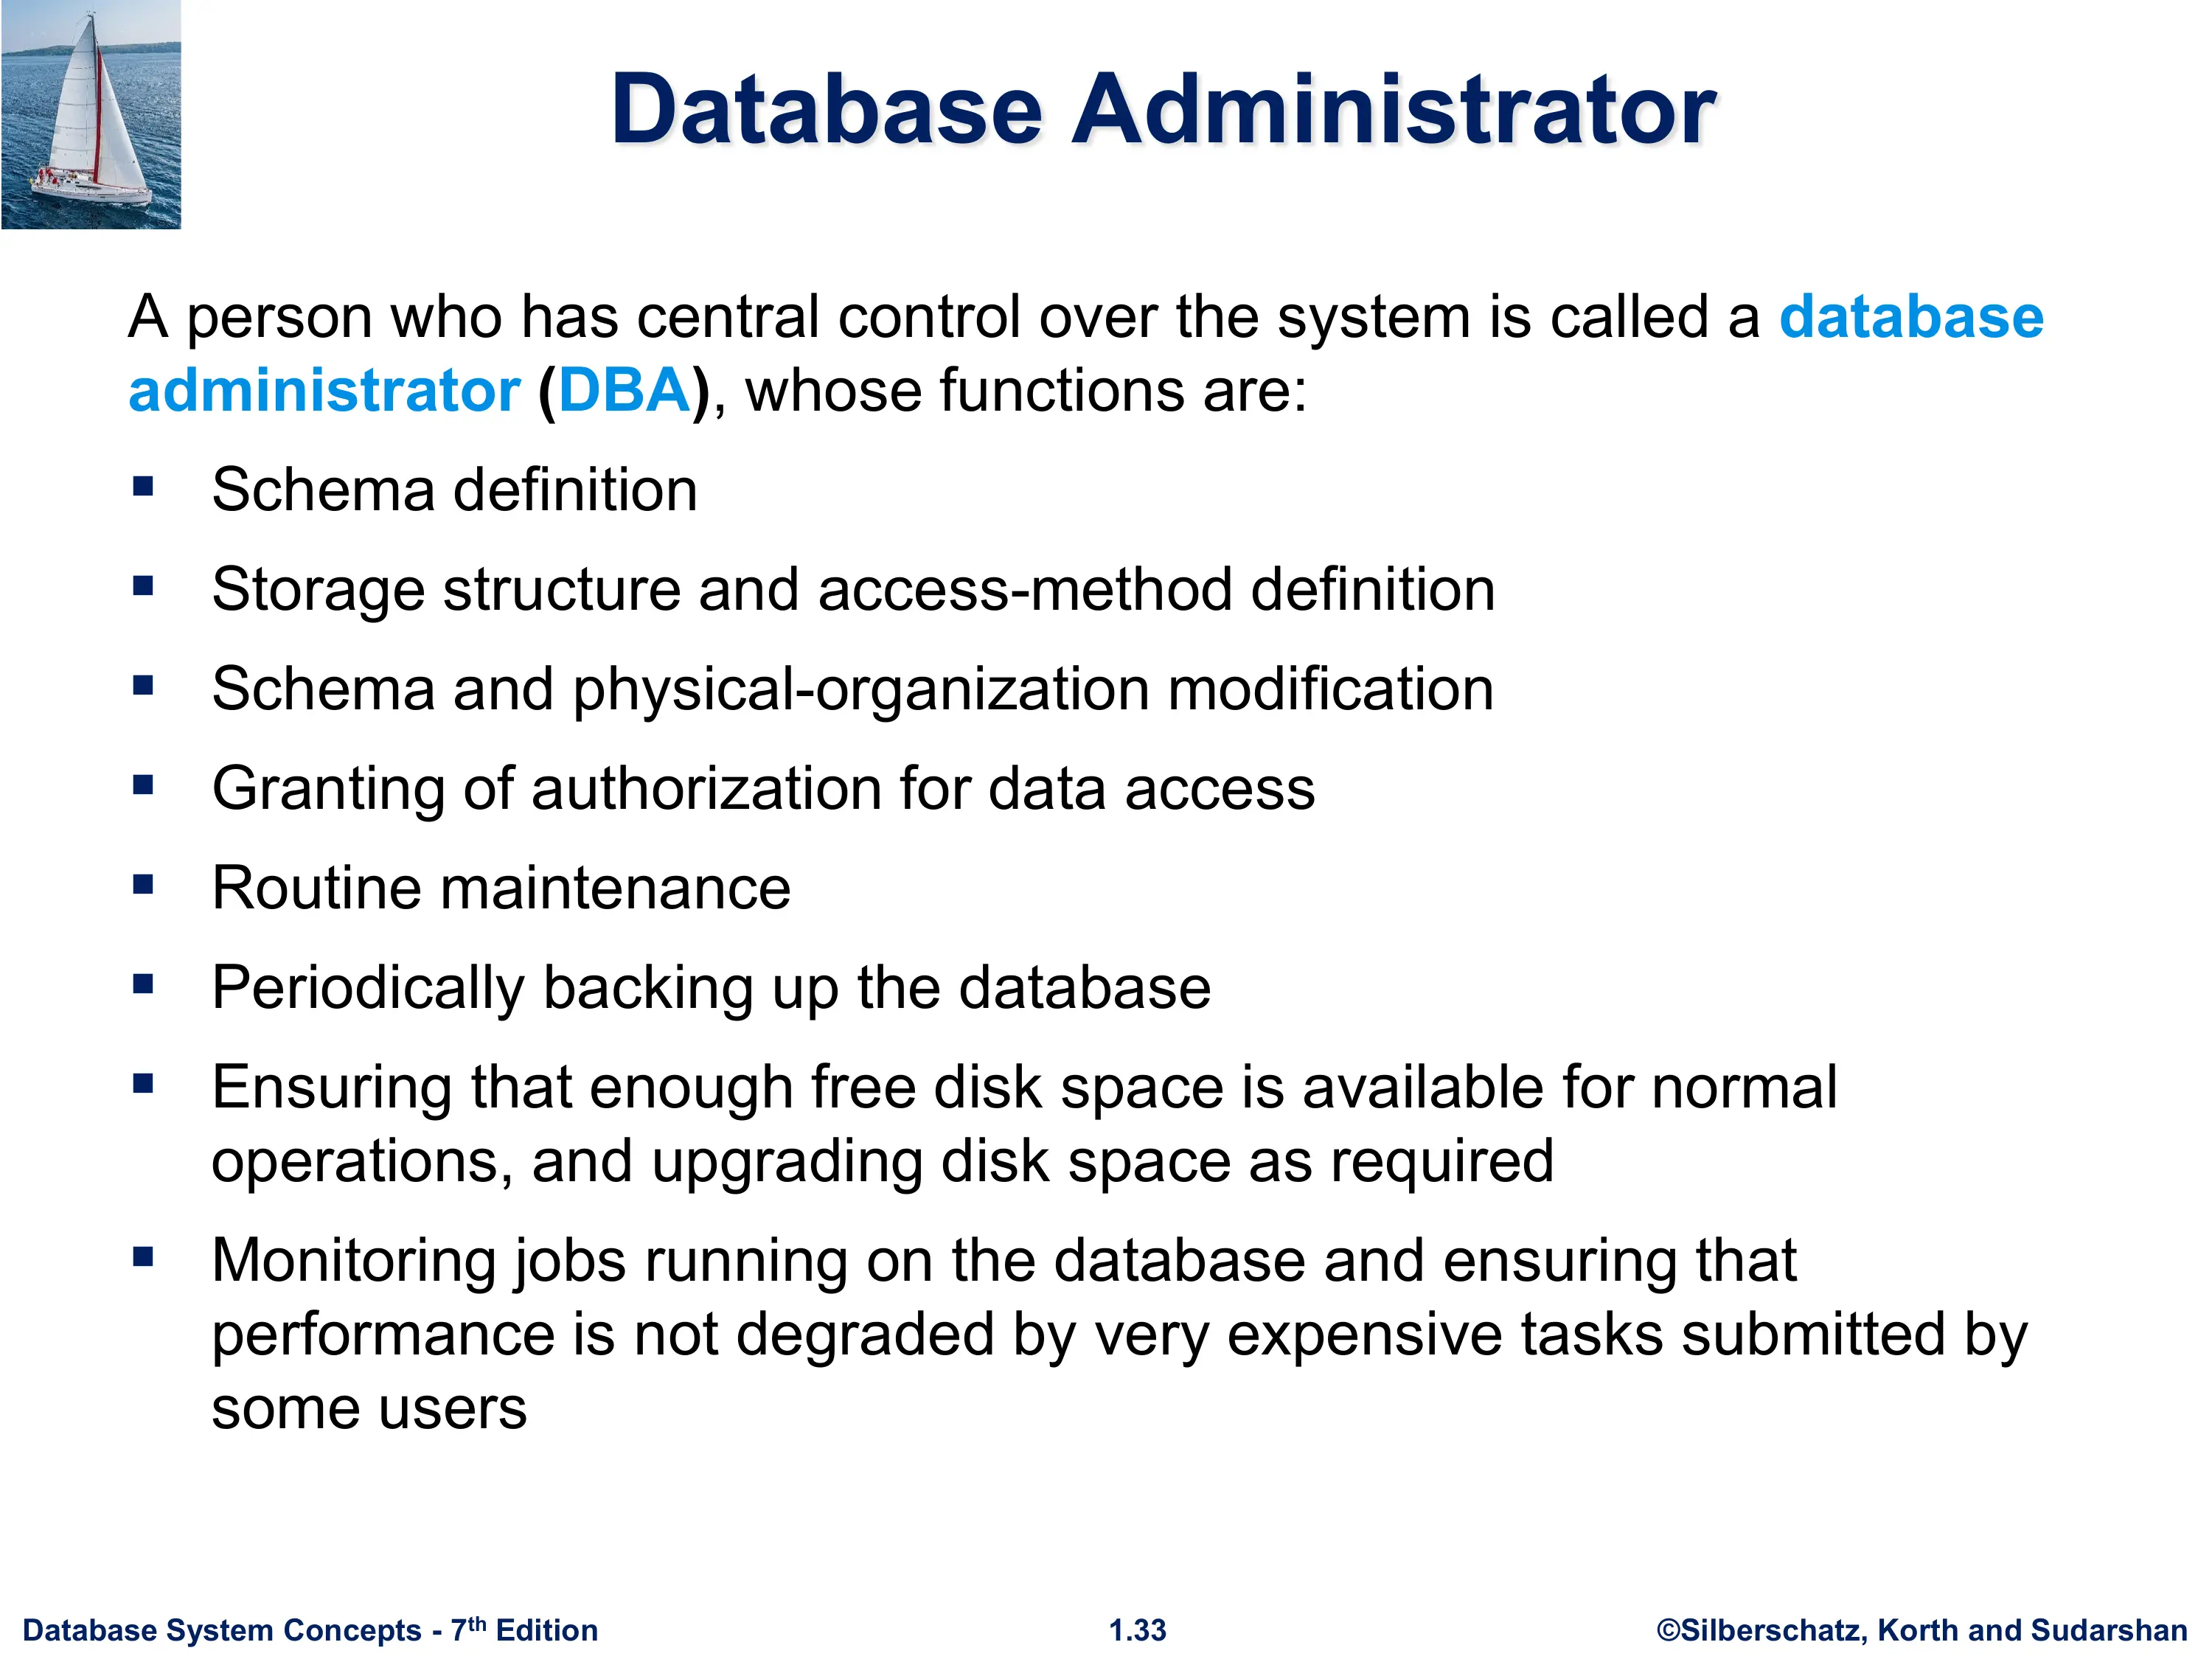 Database Administrator
A person who has central control over the system is called a database
administrator (DBA), whose functions are:
▪ Schema definition
▪ Storage structure and access-method definition
▪ Schema and physical-organization modification
▪ Granting of authorization for data access
▪ Routine maintenance
▪ Periodically backing up the database
▪ Ensuring that enough free disk space is available for normal
operations, and upgrading disk space as required
▪ Monitoring jobs running on the database and ensuring that
performance is not degraded by very expensive tasks submitted by
some users
Database System Concepts - 7th Edition 1.33 ©Silberschatz, Korth and Sudarshan